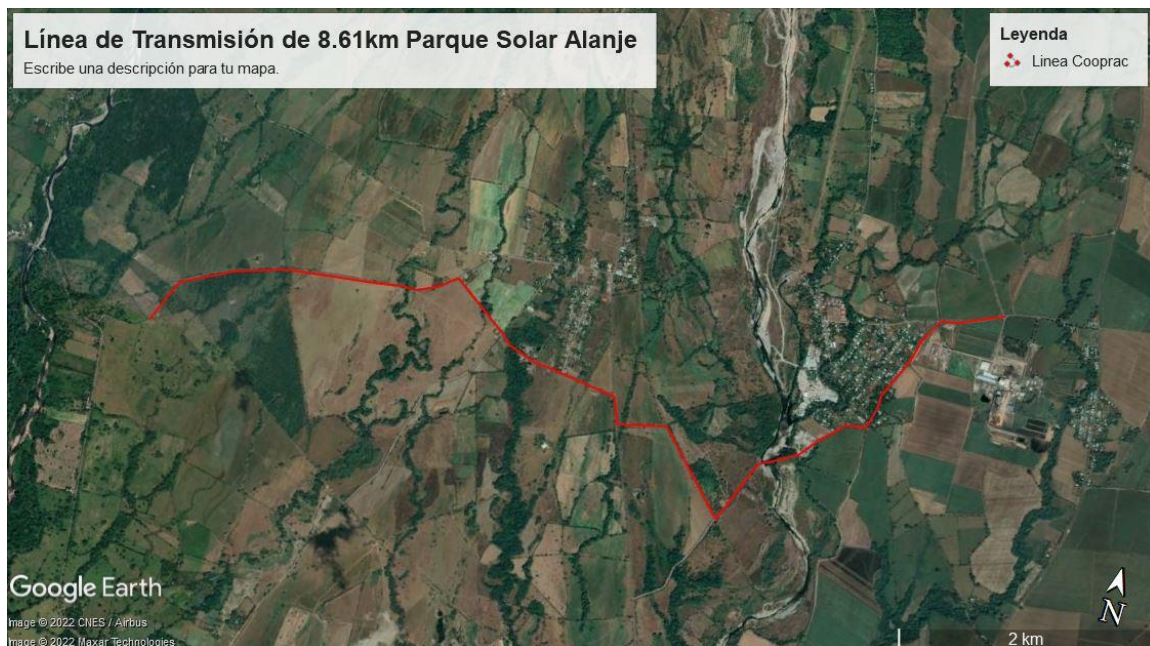 Línea de Transmisión de 8.61km Parque Solar Alanje
Escribe una descripción para tu mapa.
Leyenda
Linea Cooprac
Google Earth
Image © 2022 CNES / Airbus
Image © 2022 Maxar Technologies
N
2 km